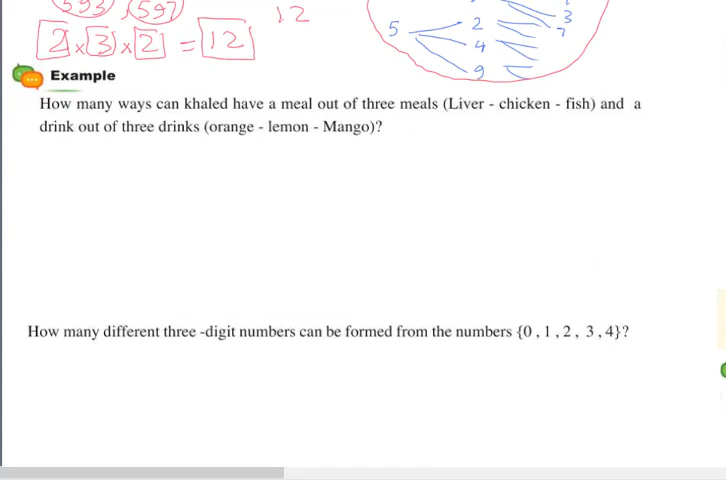 593, 597
12
2 x 3 x 2 = 12
5 2 3
4 7
9
Example
How many ways can khaled have a meal out of three meals (Liver - chicken - fish) and a
drink out of three drinks (orange - lemon - Mango)?
How many different three -digit numbers can be formed from the numbers {0 , 1 , 2 , 3 , 4}?